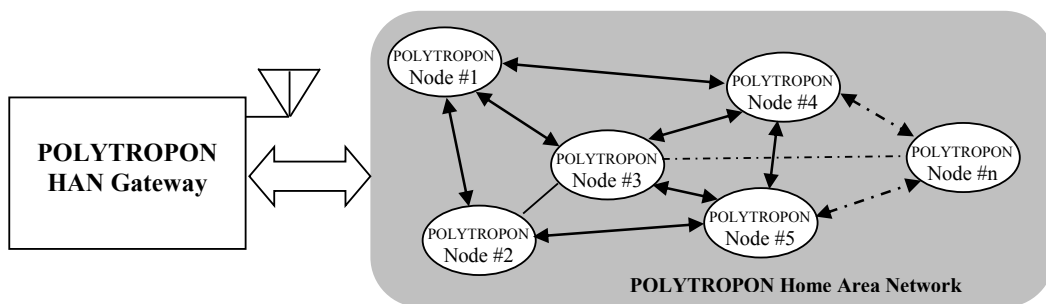 POLYTROPON
HAN Gateway
POLYTROPON
Node #1
POLYTROPON
Node #4
POLYTROPON
Node #3
POLYTROPON
Node #n
POLYTROPON
Node #2
POLYTROPON
Node #5
POLYTROPON Home Area Network